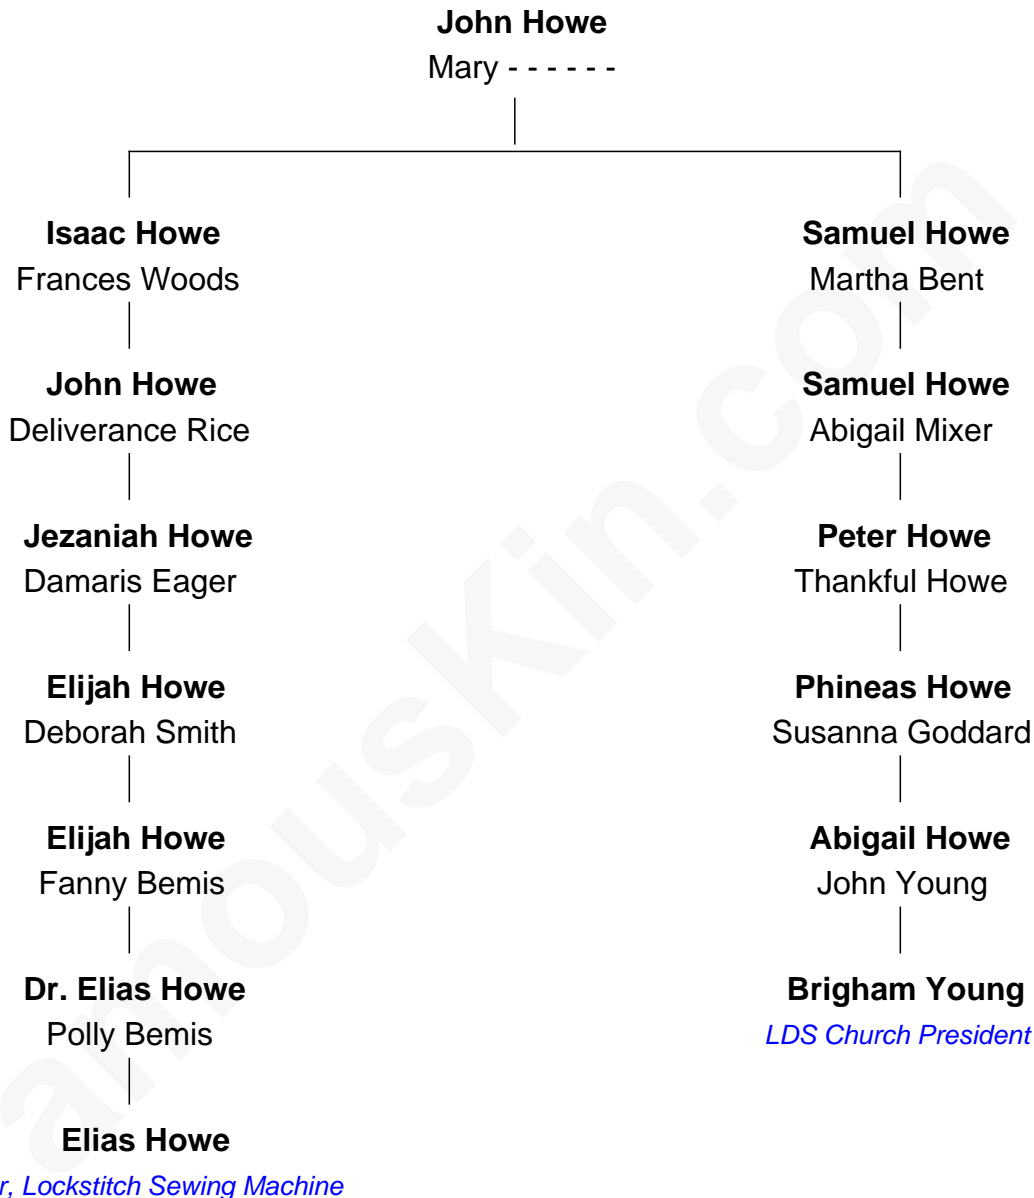 John Howe
Mary - - - - - -
Isaac Howe
Frances Woods
Samuel Howe
Martha Bent
John Howe
Deliverance Rice
Samuel Howe
Abigail Mixer
Jezaniah Howe
Damaris Eager
Peter Howe
Thankful Howe
Elijah Howe
Deborah Smith
Phineas Howe
Susanna Goddard
Elijah Howe
Fanny Bemis
Abigail Howe
John Young
Dr. Elias Howe
Polly Bemis
Brigham Young
LDS Church President
Elias Howe
r, Lockstitch Sewing Machine
amouskin.com